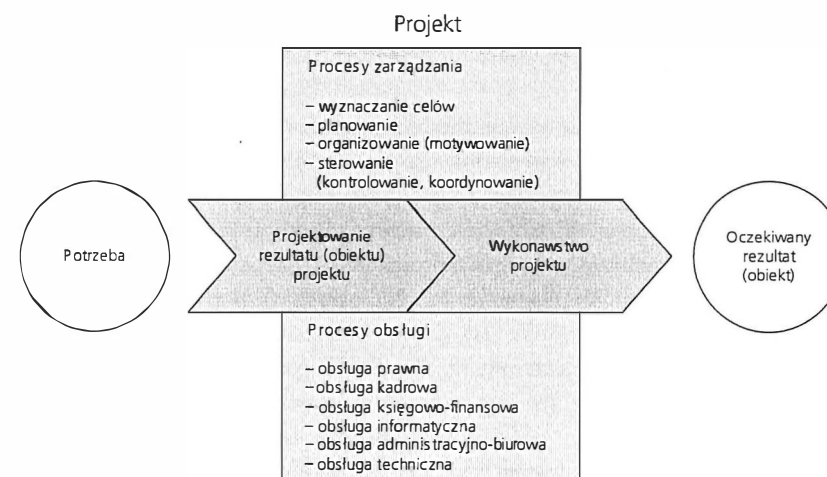 Projekt
Procesy zarządzania
– wyznaczanie celów
– planowanie
– organizowanie (motywowanie)
– sterowanie
(kontrolowanie, koordynowanie)
Potrzeba
Projektowanie
rezultatu (obiektu)
projektu
Wykonawstwo
projektu
Oczekiwany
rezultat
(obiekt)
Procesy obsługi
– obsługa prawna
– obsługa kadrowa
– obsługa księgowo-finansowa
– obsługa informatyczna
– obsługa administracyjno-biurowa
– obsługa techniczna